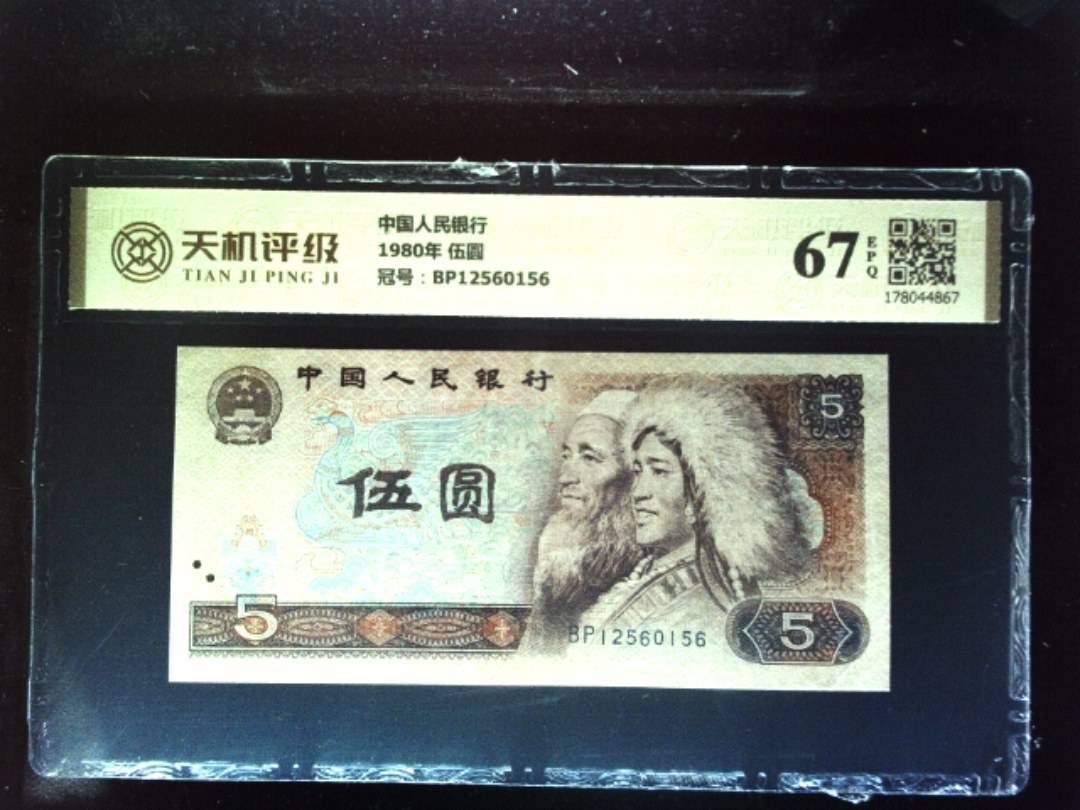 天机评级
TIAN JI PING JI
中国人民银行
1980年 伍圆
冠号：BP12560156
67
EPQ
178044867
中国人民银行
5
伍圆
5
BP12560156
5